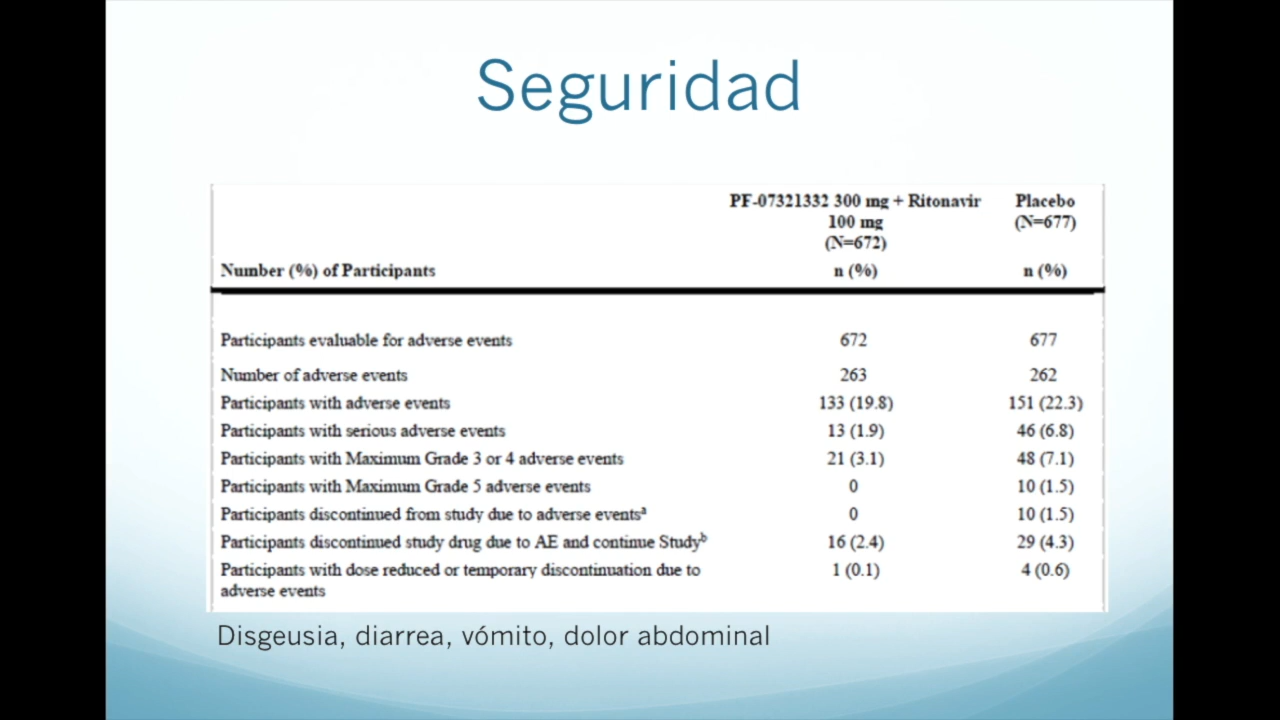 Seguridad
PF-07321332 300 mg + Ritonavir Placebo
100 mg (N=677)
(N=672)
Number (%) of Participants n (%) n (%)
Participants evaluable for adverse events 672 677
Number of adverse events 263 262
Participants with adverse events 133 (19.8) 151 (22.3)
Participants with serious adverse events 13 (1.9) 46 (6.8)
Participants with Maximum Grade 3 or 4 adverse events 21 (3.1) 48 (7.1)
Participants with Maximum Grade 5 adverse events 0 10 (1.5)
Participants discontinued from study due to adverse eventsᵃ 0 10 (1.5)
Participants discontinued study drug due to AE and continue Studyᵇ 16 (2.4) 29 (4.3)
Participants with dose reduced or temporary discontinuation due to 1 (0.1) 4 (0.6)
adverse events
Disgeusia, diarrea, vómito, dolor abdominal